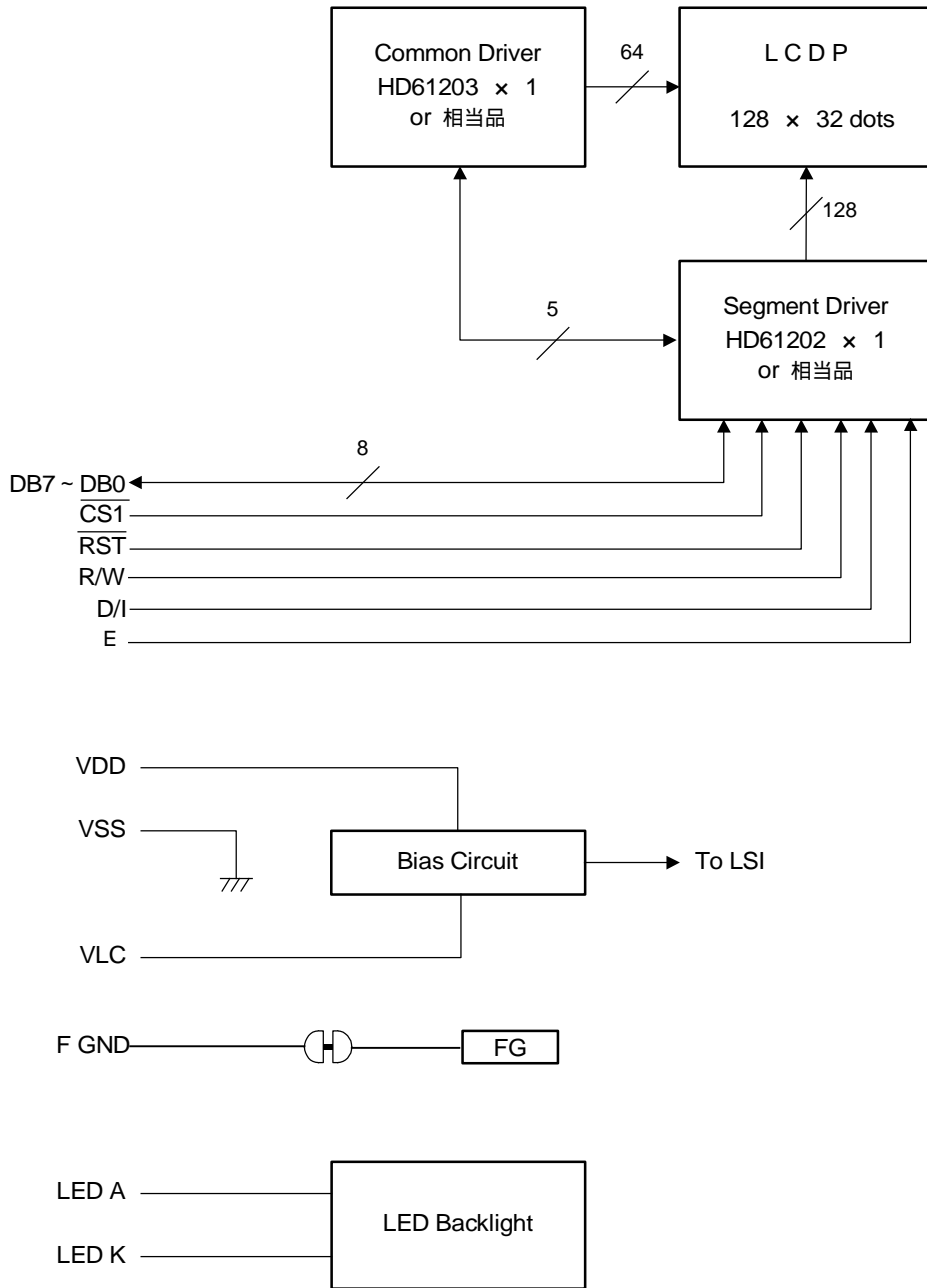 Common Driver
HD61203 × 1
or 相当品
64
L C D P
128 × 32 dots
128
Segment Driver
HD61202 × 1
or 相当品
5
8
DB7 ~ DB0
CS1
RST
R/W
D/I
E
VDD
VSS
Bias Circuit
To LSI
VLC
F GND
FG
LED A
LED Backlight
LED K